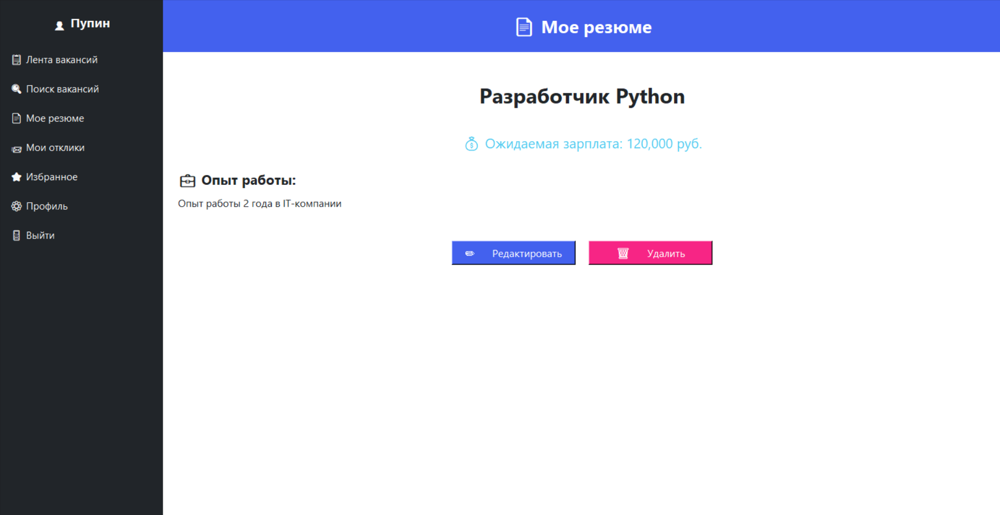 Пупин
Лента вакансий
Поиск вакансий
Мое резюме
Мои отклики
Избранное
Профиль
Выйти
Мое резюме
Разработчик Python
Ожидаемая зарплата: 120,000 руб.
Опыт работы:
Опыт работы 2 года в IT-компании
Редактировать
Удалить